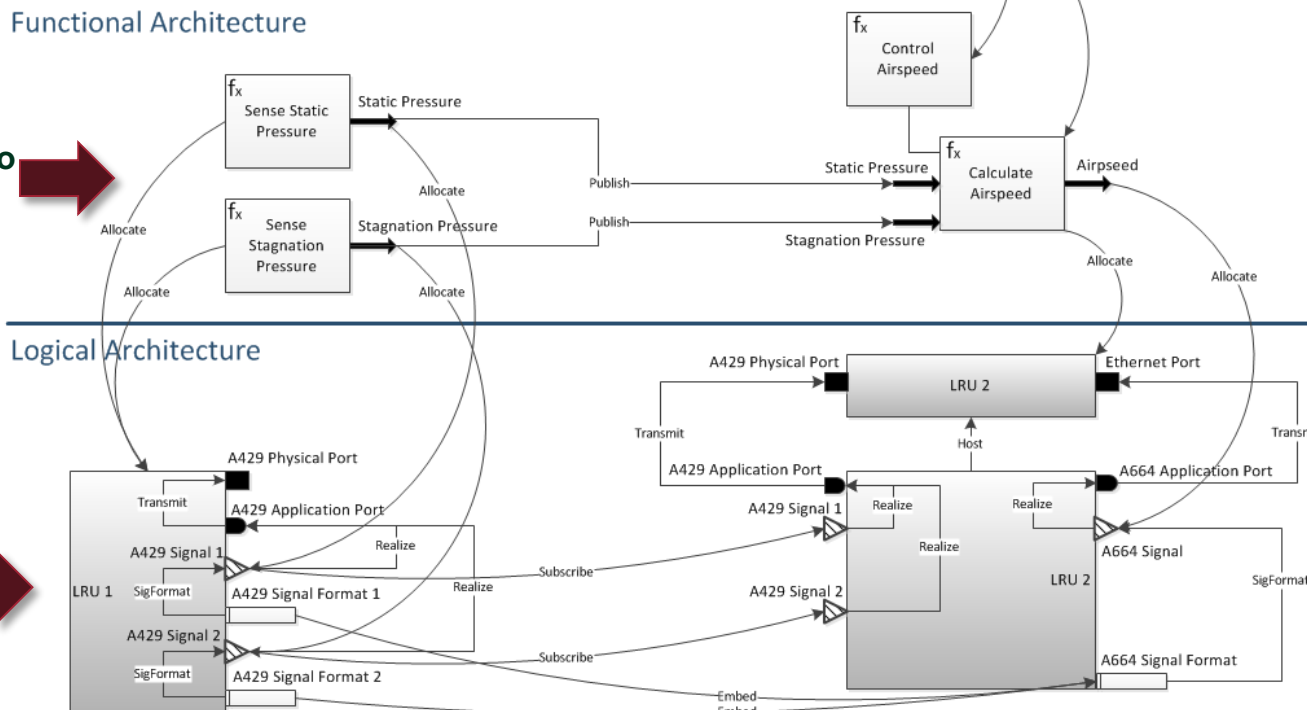 Functional Architecture
fx
Control
Airspeed
fx
Sense Static
Pressure
Static Pressure
o
Allocate
Publish
Static Pressure
fx
Calculate
Airspeed
Airpseed
fx
Sense
Stagnation
Pressure
Stagnation Pressure
Publish
Stagnation Pressure
Allocate
Allocate
Allocate
Allocate
Allocate
Logical Architecture
A429 Physical Port
LRU 2
Ethernet Port
Transmit
Host
Transm
A429 Physical Port
Transmit
A429 Application Port
Realize
A429 Signal 1
LRU 1
SigFormat
A429 Signal Format 1
Realize
A429 Signal 2
SigFormat
A429 Signal Format 2
Subscribe
Subscribe
A429 Application Port
A429 Signal 1
Realize
Realize
A429 Signal 2
A664 Application Port
Realize
A664 Signal
LRU 2
SigFormat
A664 Signal Format
Embed
Embed